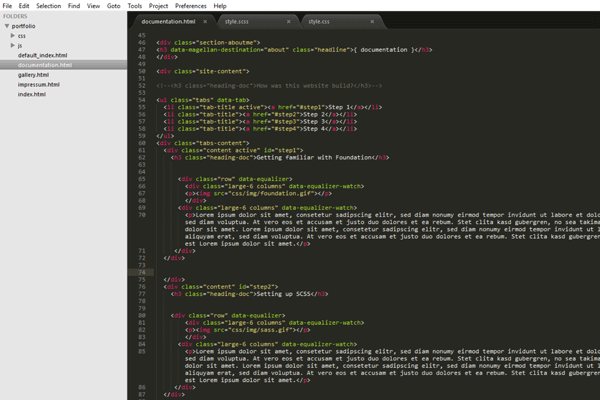 File Edit Selection Find View Goto Tools Project Preferences Help
FOLDERS
portfolio
css
js
default_index.html
documentation.html
gallery.html
impressum.html
index.html
documentation.html × style.scss × style.css ×
45
46 <div class="section-aboutme">
47 <h3 data-magellan-destination="about" class="headline">{ documentation }</h3>
48 </div>
49
50 <div class="site-content">
51
52 <!--<h3 class="heading-doc">How was this website build?</h3>-->
53
54 <ul class="tabs" data-tab>
55 <li class="tab-title active"><a href="#step1">Step 1</a></li>
56 <li class="tab-title"><a href="#step2">Step 2</a></li>
57 <li class="tab-title"><a href="#step3">Step 3</a></li>
58 <li class="tab-title"><a href="#step4">Step 4</a></li>
59 </ul>
60 <div class="tabs-content">
61 <div class="content active" id="step1">
62 <h3 class="heading-doc">Getting Familiar with Foundation</h3>
63
64
65 <div class="row" data-equalizer>
66 <div class="large-6 columns" data-equalizer-watch>
67 <p><img src="css/img/foundation.gif"></p>
68 </div>
69 <div class="large-6 columns" data-equalizer-watch>
70 <p>Lorem ipsum dolor sit amet, consetetur sadipscing elitr, sed diam nonumy eirmod tempor invidunt ut labore et dolo
sed diam voluptua. At vero eos et accusam et justo duo dolores et ea rebum. Stet clita kasd gubergren, no sea takima
dolor sit amet. Lorem ipsum dolor sit amet, consetetur sadipscing elitr, sed diam nonumy eirmod tempor invidunt ut
aliquyam erat, sed diam voluptua. At vero eos et accusam et justo duo dolores et ea rebum. Stet clita kasd gubergren
est Lorem ipsum dolor sit amet.</p>
71 </div>
72 </div>
73
74
75 </div>
76 <div class="content" id="step2">
77 <h3 class="heading-doc">Setting up SCSS</h3>
78
79
80 <div class="row" data-equalizer>
81 <div class="large-6 columns" data-equalizer-watch>
82 <p><img src="css/img/sass.gif"></p>
83 </div>
84 <div class="large-6 columns" data-equalizer-watch>
85 <p>Lorem ipsum dolor sit amet, consetetur sadipscing elitr, sed diam nonumy eirmod tempor invidunt ut labore et dolo
sed diam voluptua. At vero eos et accusam et justo duo dolores et ea rebum. Stet clita kasd gubergren, no sea takima
dolor sit amet. Lorem ipsum dolor sit amet, consetetur sadipscing elitr, sed diam nonumy eirmod tempor invidunt ut
aliquyam erat, sed diam voluptua. At vero eos et accusam et justo duo dolores et ea rebum. Stet clita kasd gubergren
est Lorem ipsum dolor sit amet.</p>
86 </div>
87 </div>